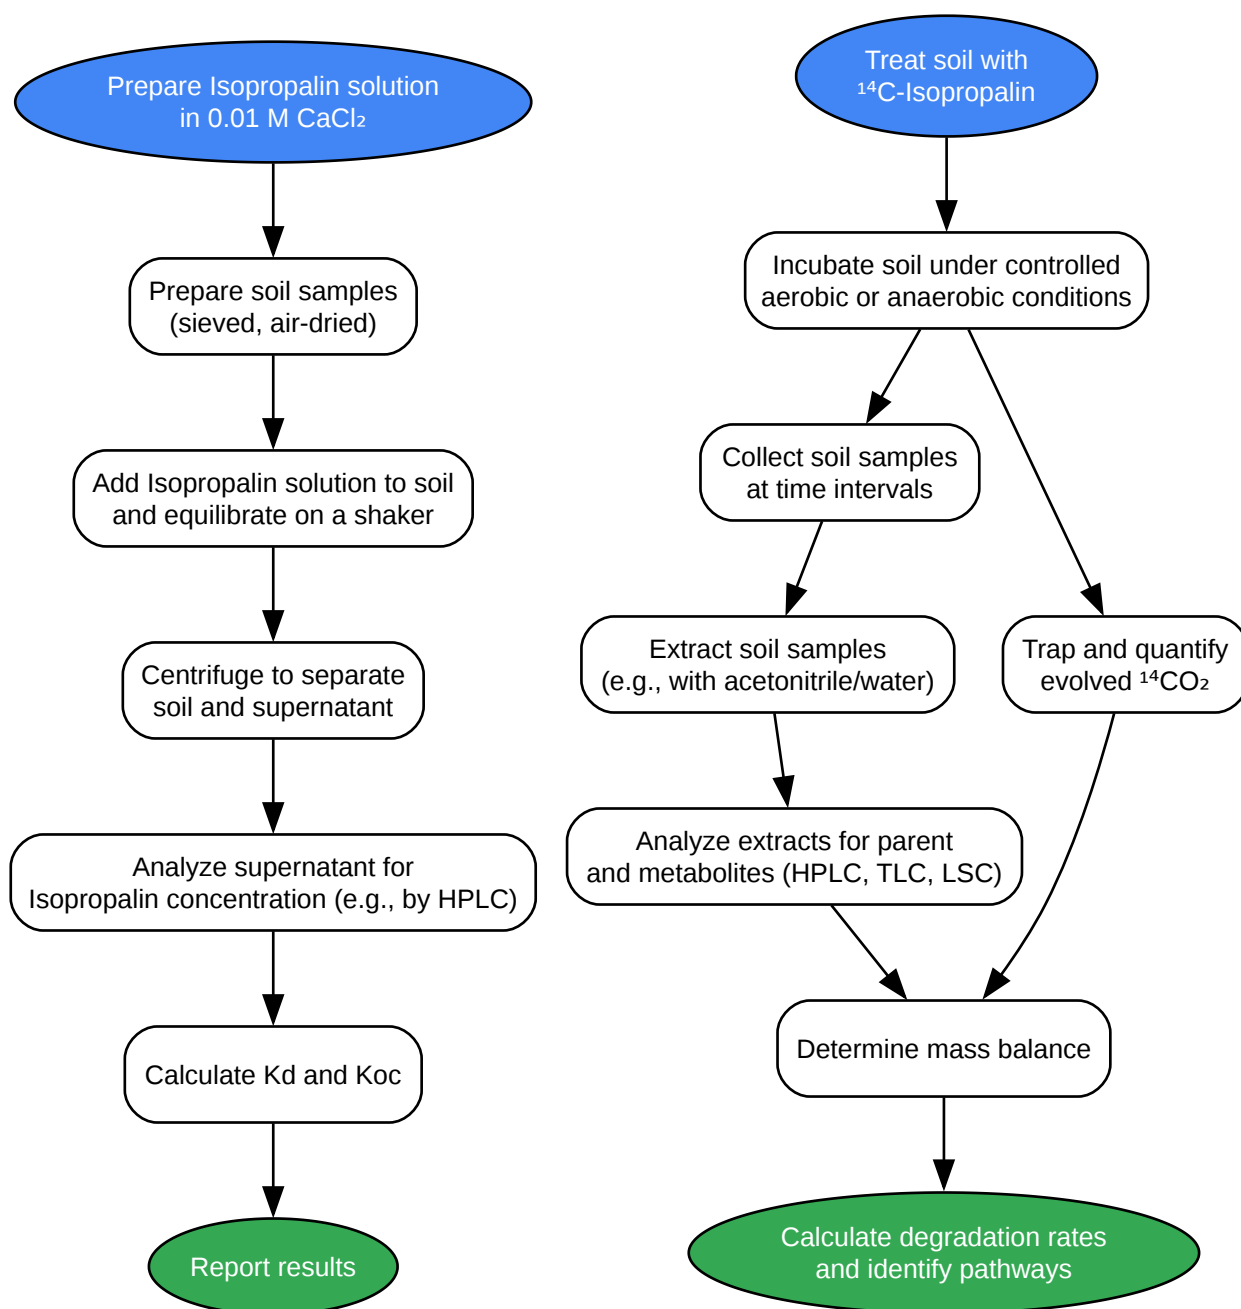 Prepare Isopropalin solution
in 0.01 M CaCl₂
Prepare soil samples
(sieved, air-dried)
Add Isopropalin solution to soil
and equilibrate on a shaker
Centrifuge to separate
soil and supernatant
Analyze supernatant for
Isopropalin concentration (e.g., by HPLC)
Calculate Kd and Koc
Report results
Treat soil with
¹⁴C-Isopropalin
Incubate soil under controlled
aerobic or anaerobic conditions
Collect soil samples
at time intervals
Extract soil samples
(e.g., with acetonitrile/water)
Trap and quantify
evolved ¹⁴CO₂
Analyze extracts for parent
and metabolites (HPLC, TLC, LSC)
Determine mass balance
Calculate degradation rates
and identify pathways